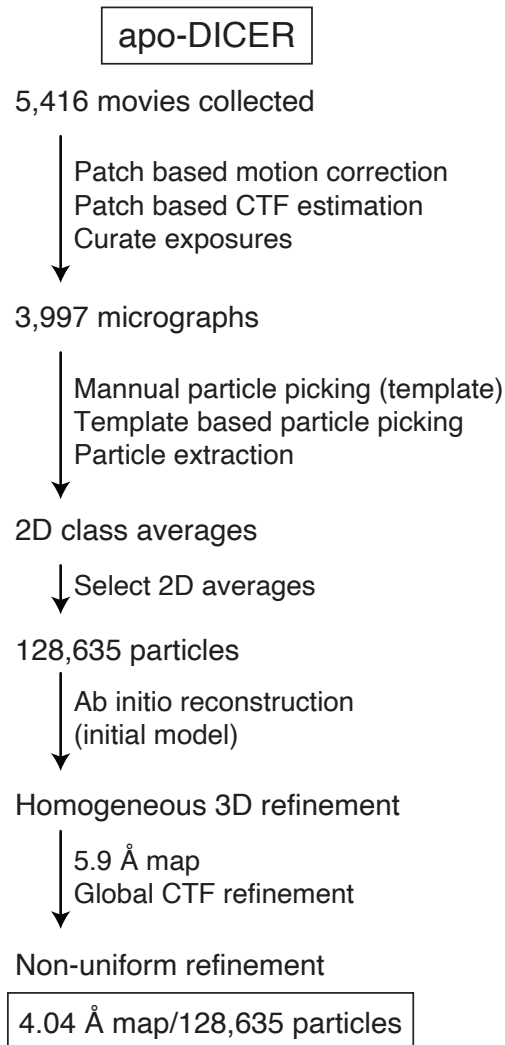 apo-DICER
5,416 movies collected
Patch based motion correction
Patch based CTF estimation
Curate exposures
3,997 micrographs
Mannual particle picking (template)
Template based particle picking
Particle extraction
2D class averages
Select 2D averages
128,635 particles
Ab initio reconstruction
(initial model)
Homogeneous 3D refinement
5.9 Å map
Global CTF refinement
Non-uniform refinement
4.04 Å map/128,635 particles